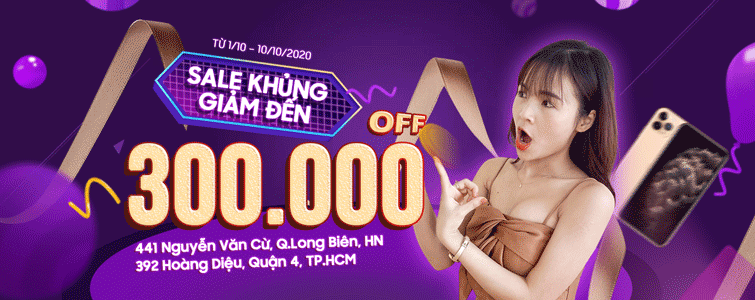 TỪ 1/10 - 10/10/2020
SALE KHỦNG
GIẢM ĐẾN
OFF
300.000
441 Nguyễn Văn Cừ, Q.Long Biên, HN
392 Hoàng Diệu, Quận 4, TP.HCM